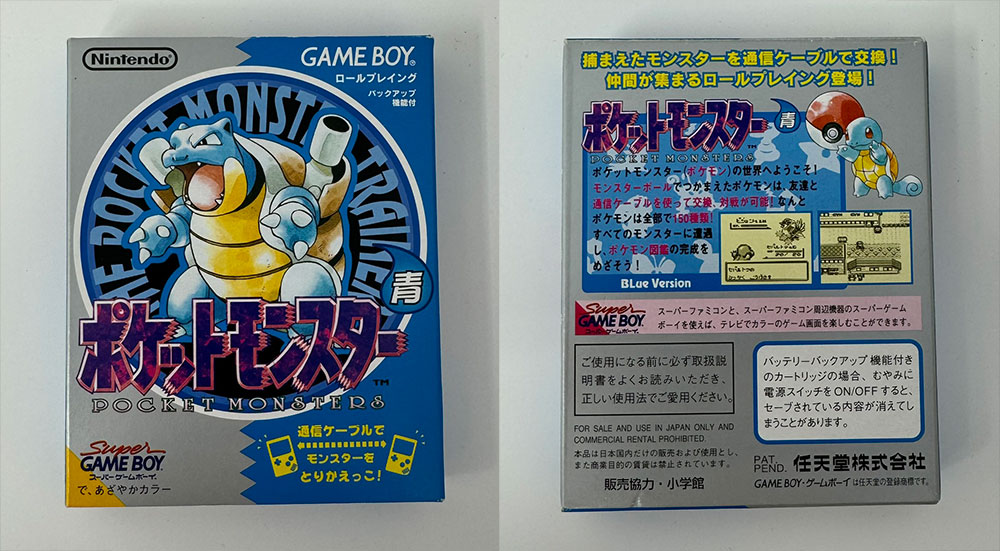 Nintendo
GAME BOY®
ロールプレイング
バックアップ
機能付
THE POCKET MONSTER TRAILER
青
ポケットモンスター
™
POCKET MONSTERS
Super
GAME BOY
スーパーゲームボーイ
で、あざやかカラー
通信ケーブルで
モンスターを
とりかえっこ!
捕まえたモンスターを通信ケーブルで交換!
仲間が集まるロールプレイング登場!
ポケットモンスター
青
™
POCKET MONSTERS
ポケットモンスター(ポケモン)の世界へようこそ!
モンスターボールでつかまえたポケモンは、友達と
通信ケーブルを使って交換、対戦が可能!なんと
ポケモンは全部で150種類!
すべてのモンスターに遭遇
し、ポケモン図鑑の完成を
めざそう!
BLue Version
Super
GAME BOY
スーパーゲームボーイ
スーパーファミコンと、スーパーファミコン周辺機器のスーパーゲーム
ボーイを使えば、テレビでカラーのゲーム画面を楽しむことができます。
ご使用になる前に必ず取扱説
明書をよくお読みいただき、
正しい使用法でご愛用ください。
バッテリーバックアップ機能付き
のカートリッジの場合、むやみに
電源スイッチをON/OFFすると、
セーブされている内容が消えてし
まうことがあります。
FOR SALE AND USE IN JAPAN ONLY AND
COMMERCIAL RENTAL PROHIBITED.
本品は日本国内だけの販売および使用とし、
また商業目的の賃貸は禁止されています。
販売協力・小学館
PAT.
PEND.
任天堂株式会社
GAME BOY・ゲームボーイは任天堂の登録商標です。